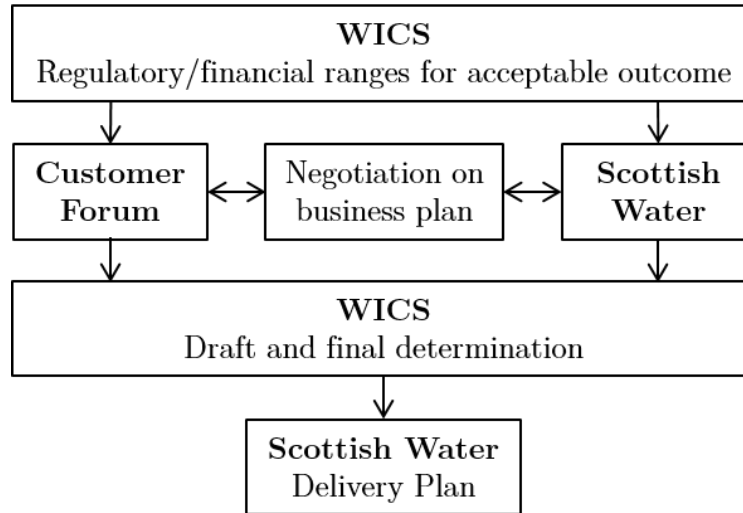 WICS
Regulatory/financial ranges for acceptable outcome
Customer
Forum
Negotiation on
business plan
Scottish
Water
WICS
Draft and final determination
Scottish Water
Delivery Plan